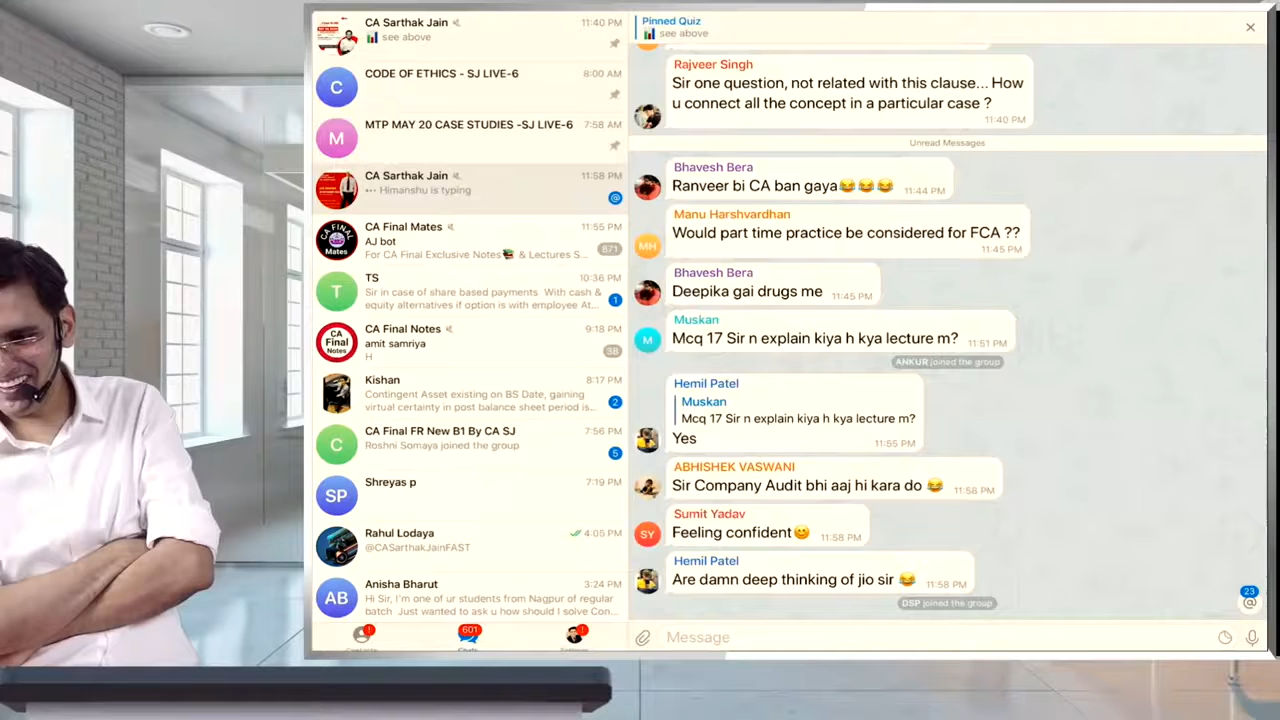 CA Sarthak Jain 11:40 PM
see above
CODE OF ETHICS - SJ LIVE-6 8:00 AM
MTP MAY 20 CASE STUDIES -SJ LIVE-6 7:58 AM
CA Sarthak Jain 11:58 PM
Himanshu is typing @
CA Final Mates 11:55 PM
AJ bot
For CA Final Exclusive Notes📚 & Lectures S... 671
TS 10:36 PM
Sir in case of share based payments With cash &
equity alternatives if option is with employee At... 1
CA Final Notes 9:18 PM
amit samriya
H 38
Kishan 8:17 PM
Contingent Asset existing on BS Date, gaining
virtual certainty in post balance sheet period is... 2
CA Final FR New B1 By CA SJ 7:56 PM
Roshni Somaya joined the group 5
Shreyas p 7:19 PM
Rahul Lodaya 4:05 PM
@CASarthakJainFAST
Anisha Bharut 3:24 PM
Hi Sir, I'm one of ur students from Nagpur of regular
batch Just wanted to ask u how should I solve Con...
C
M
CA FINAL
Mates
T
CA
Final
Notes
C
SP
AB
! 601 !
Pinned Quiz
see above
Rajveer Singh
Sir one question, not related with this clause... How
u connect all the concept in a particular case ?
11:40 PM
Unread Messages
Bhavesh Bera
Ranveer bi CA ban gaya😂😂😂 11:44 PM
Manu Harshvardhan
MH Would part time practice be considered for FCA ??
11:45 PM
Bhavesh Bera
Deepika gai drugs me 11:45 PM
Muskan
M Mcq 17 Sir n explain kiya h kya lecture m? 11:51 PM
ANKUR joined the group
Hemil Patel
Muskan
Mcq 17 Sir n explain kiya h kya lecture m?
Yes 11:55 PM
ABHISHEK VASWANI
Sir Company Audit bhi aaj hi kara do 😂 11:58 PM
Sumit Yadav
SY Feeling confident😊 11:58 PM
Hemil Patel
Are damn deep thinking of jio sir 😂 11:58 PM
DSP joined the group
23
@
Message